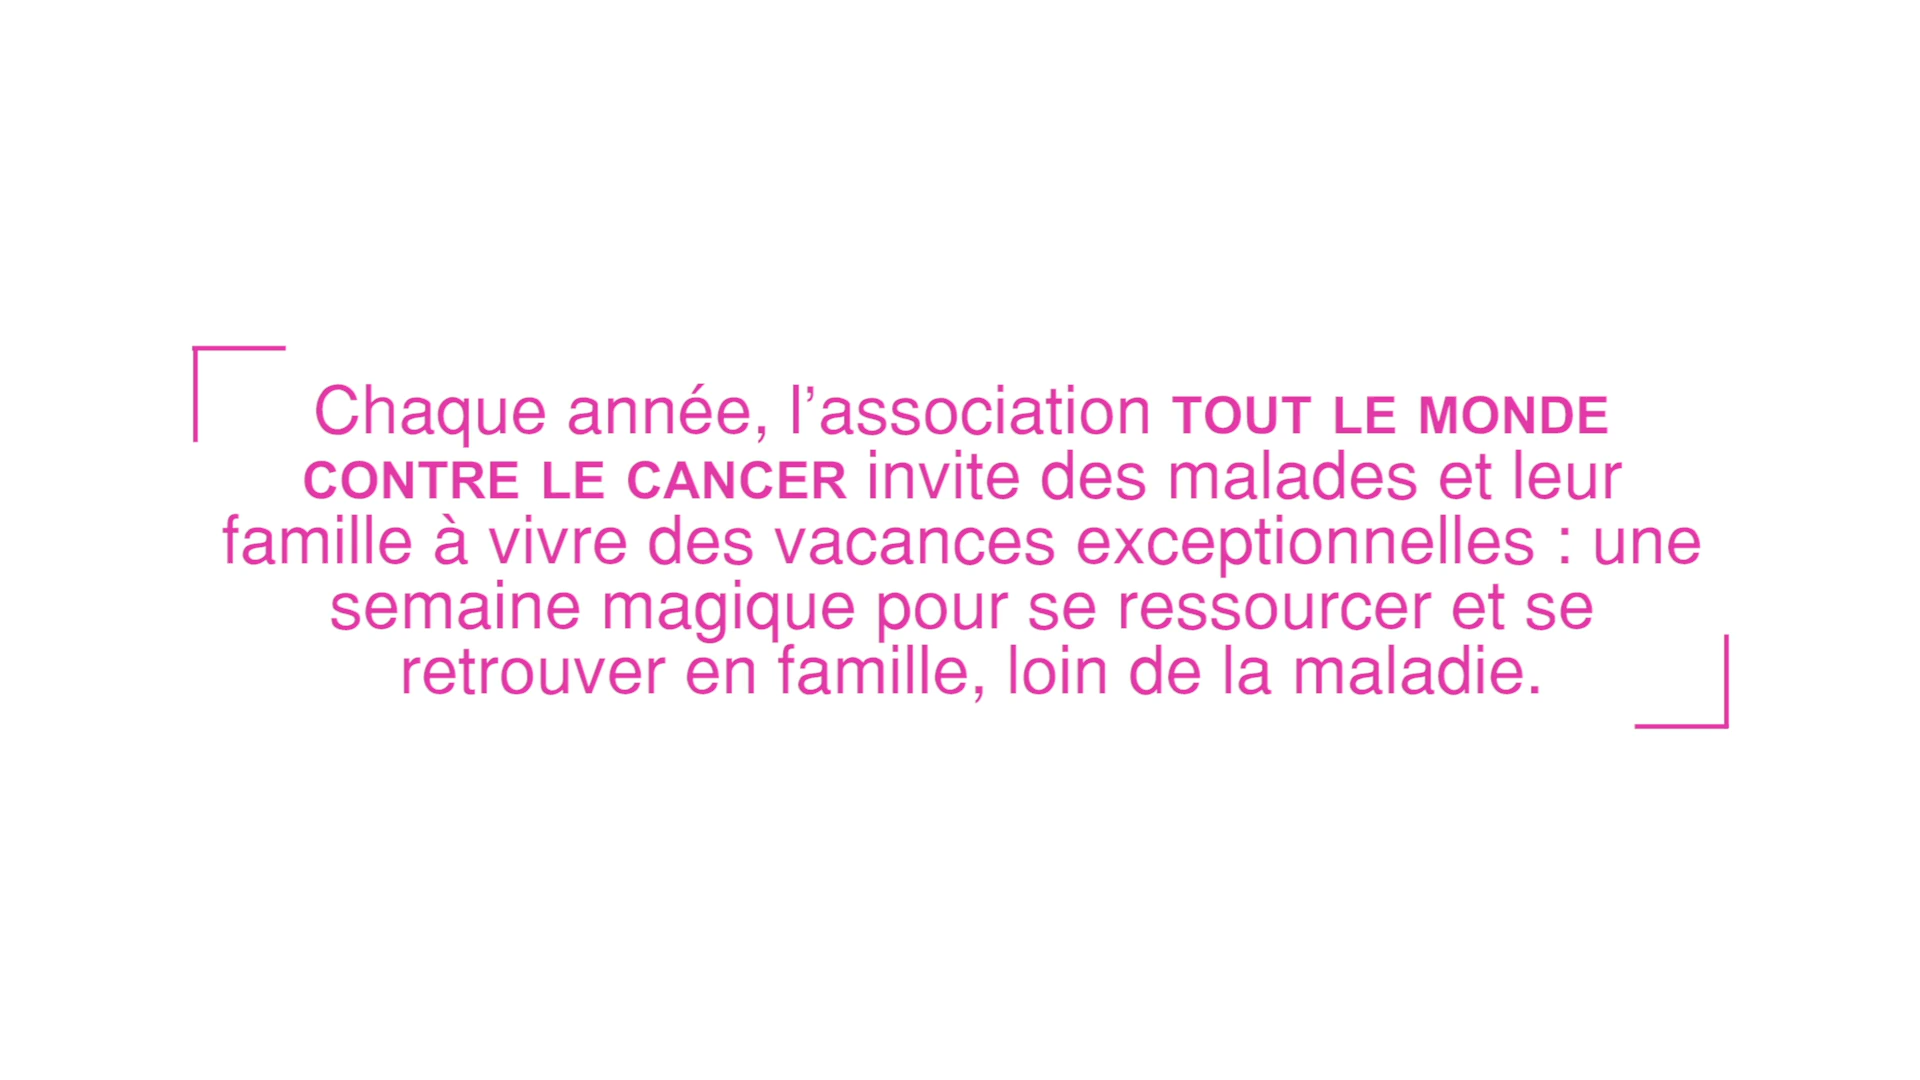 Chaque année, l’association TOUT LE MONDE
CONTRE LE CANCER invite des malades et leur
famille à vivre des vacances exceptionnelles : une
semaine magique pour se ressourcer et se
retrouver en famille, loin de la maladie.